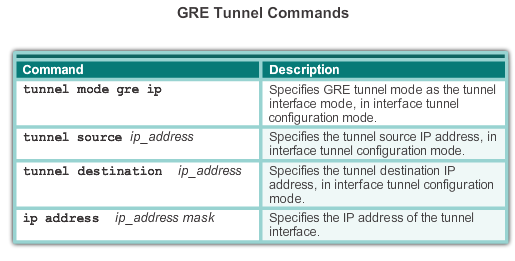 GRE Tunnel Commands
Command Description
tunnel mode gre ip
Specifies GRE tunnel mode as the tunnel
interface mode, in interface tunnel
configuration mode.
tunnel source ip_address
Specifies the tunnel source IP address, in
interface tunnel configuration mode.
tunnel destination ip_address
Specifies the tunnel destination IP
address, in interface tunnel configuration
mode.
ip address ip_address mask
Specifies the IP address of the tunnel
interface.